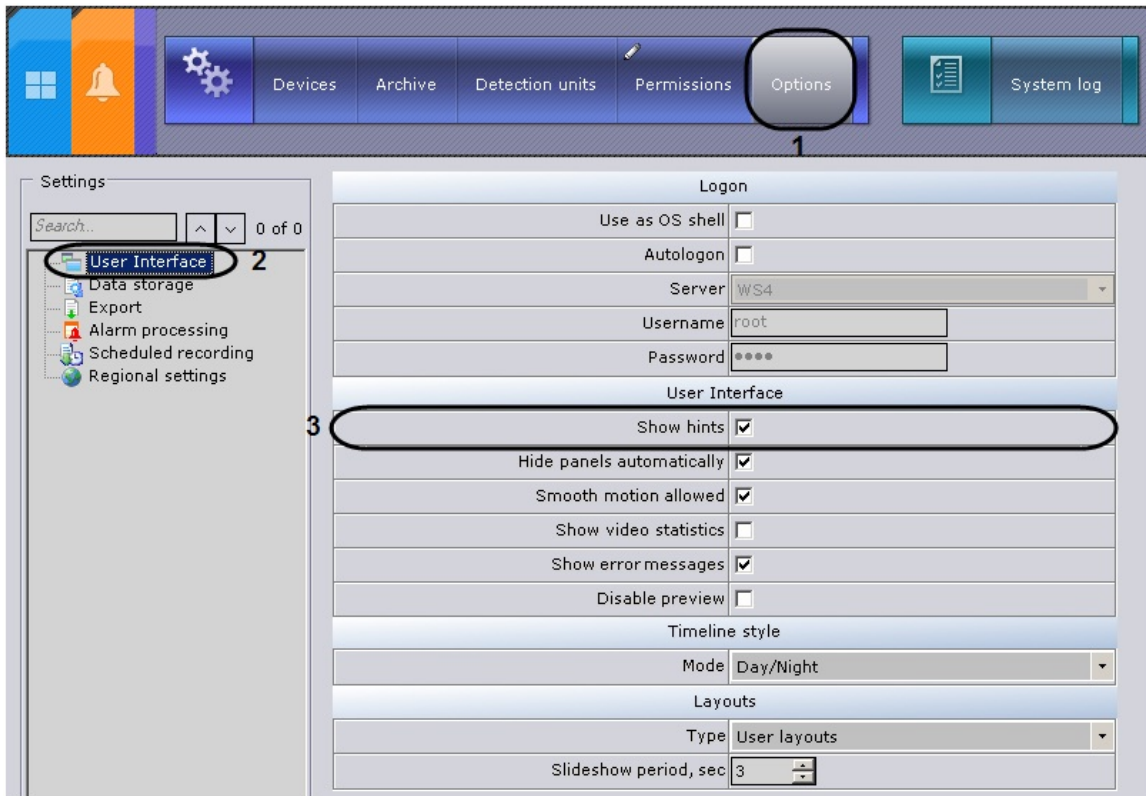 Devices Archive Detection units Permissions Options System log
1
Settings
Search... 0 of 0
User Interface 2
Data storage
Export
Alarm processing
Scheduled recording
Regional settings
Logon
Use as OS shell
Autologon
Server WS4
Username root
Password ••••
User Interface
3 Show hints
Hide panels automatically
Smooth motion allowed
Show video statistics
Show error messages
Disable preview
Timeline style
Mode Day/Night
Layouts
Type User layouts
Slideshow period, sec 3